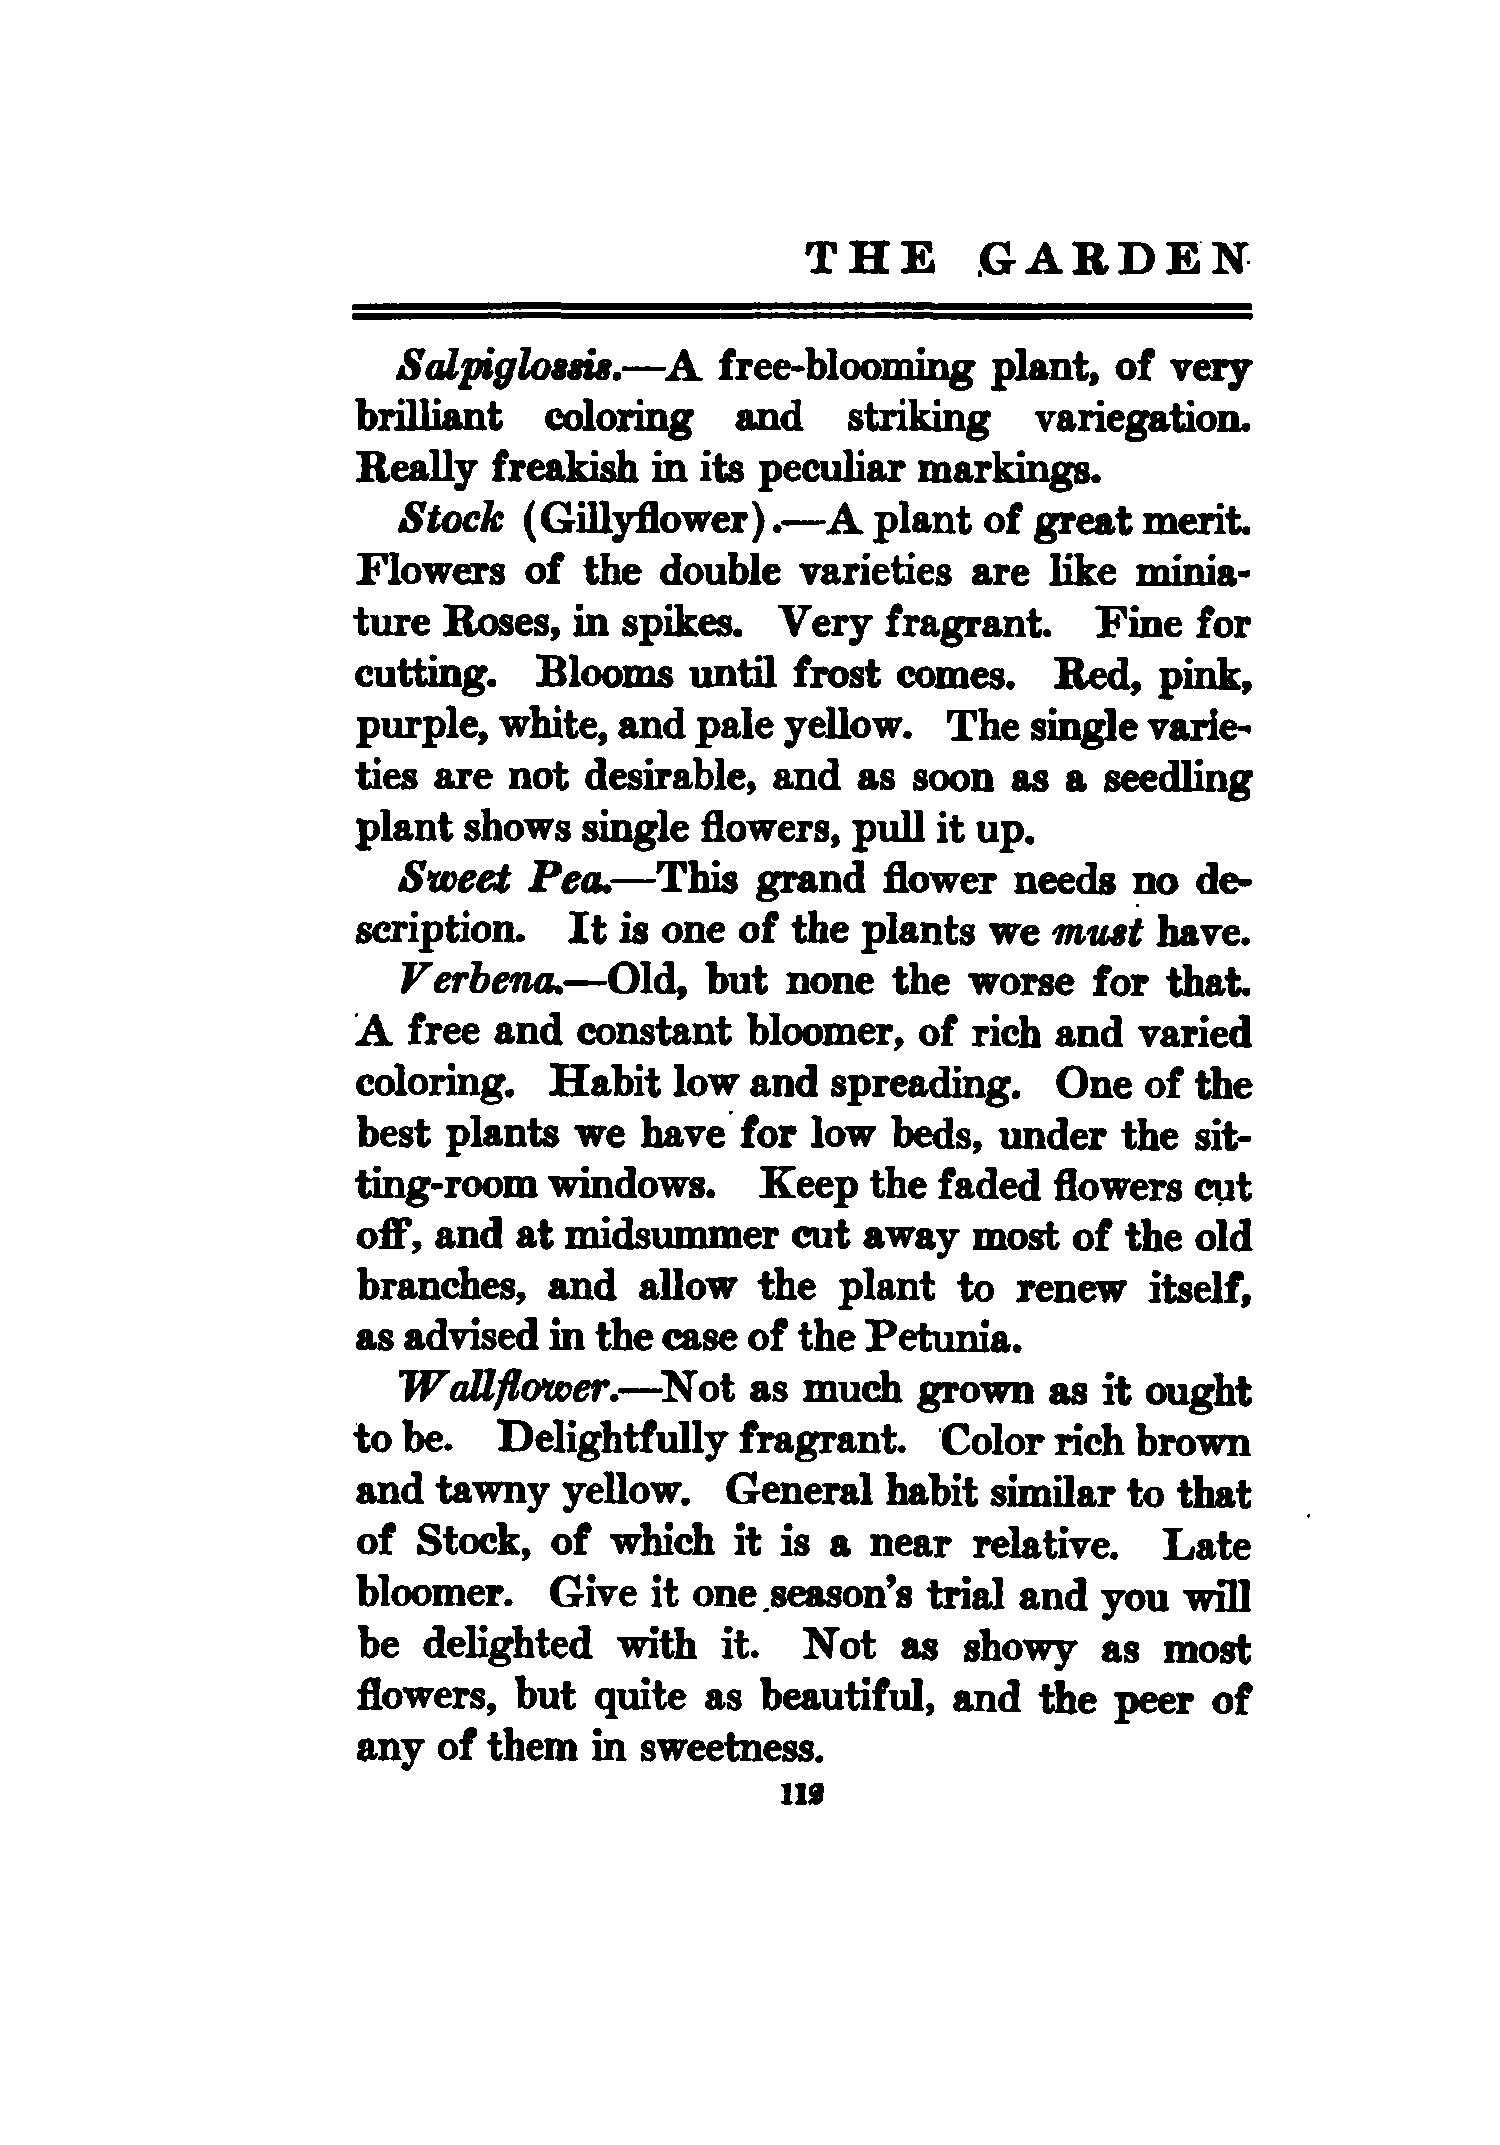 THE GARDEN
Salpiglossis.—A free-blooming plant, of very
brilliant coloring and striking variegation.
Really freakish in its peculiar markings.
Stock (Gillyflower).—A plant of great merit.
Flowers of the double varieties are like minia-
ture Roses, in spikes. Very fragrant. Fine for
cutting. Blooms until frost comes. Red, pink,
purple, white, and pale yellow. The single varie-
ties are not desirable, and as soon as a seedling
plant shows single flowers, pull it up.
Sweet Pea.—This grand flower needs no de-
scription. It is one of the plants we must have.
Verbena.—Old, but none the worse for that.
A free and constant bloomer, of rich and varied
coloring. Habit low and spreading. One of the
best plants we have for low beds, under the sit-
ting-room windows. Keep the faded flowers cut
off, and at midsummer cut away most of the old
branches, and allow the plant to renew itself,
as advised in the case of the Petunia.
Wallflower.—Not as much grown as it ought
to be. Delightfully fragrant. Color rich brown
and tawny yellow. General habit similar to that
of Stock, of which it is a near relative. Late
bloomer. Give it one season's trial and you will
be delighted with it. Not as showy as most
flowers, but quite as beautiful, and the peer of
any of them in sweetness.
119